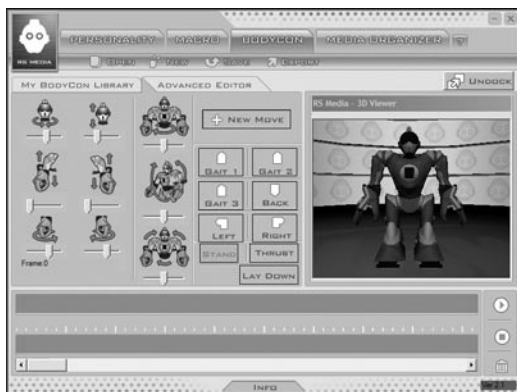 PERSONALITY MACRO BODYCON MEDIA ORGANIZER
RS MEDIA
OPEN NEW SAVE EXPORT
MY BODYCON LIBRARY ADVANCED EDITOR UNDOCK
NEW MOVE
RS Media - 3D Viewer
GAIT 1 GAIT 2
GAIT 3 BACK
LEFT RIGHT
STAND THRUST
LAY DOWN
Frame:0
INFO